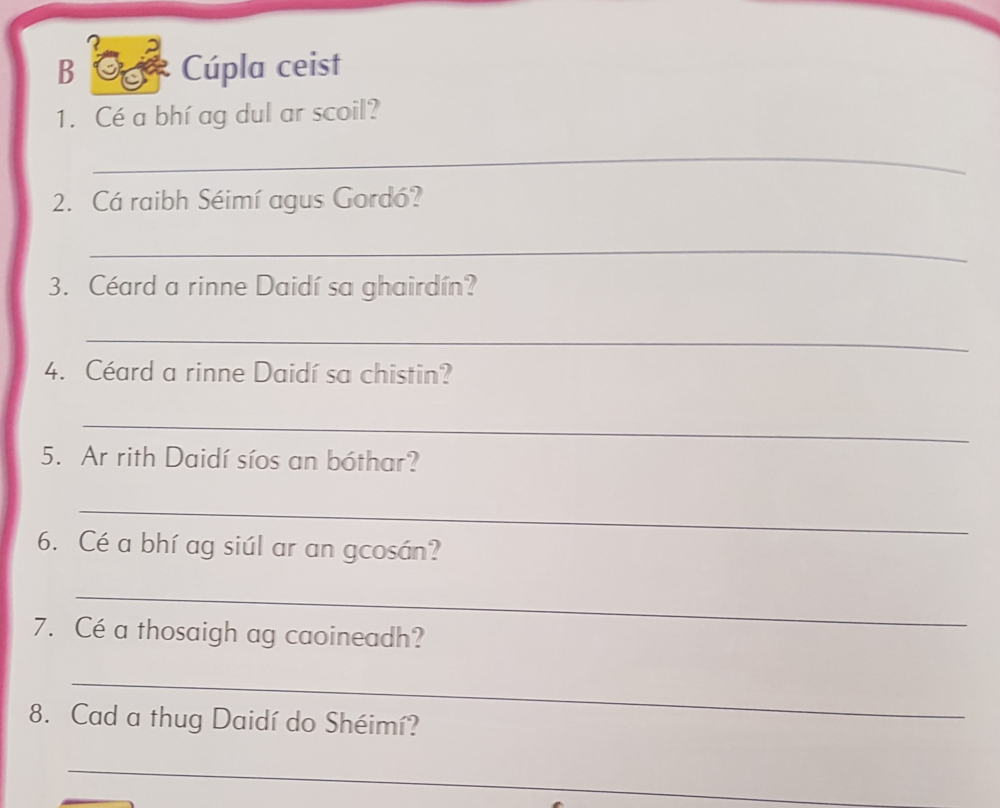 B Cúpla ceist
1. Cé a bhí ag dul ar scoil?
2. Cá raibh Séimí agus Gordó?
3. Céard a rinne Daidí sa ghairdín?
4. Céard a rinne Daidí sa chistin?
5. Ar rith Daidí síos an bóthar?
6. Cé a bhí ag siúl ar an gcosán?
7. Cé a thosaigh ag caoineadh?
8. Cad a thug Daidí do Shéimí?